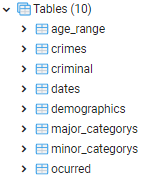 Tables (10)
age_range
crimes
criminal
dates
demographics
major_categorys
minor_categorys
ocurred